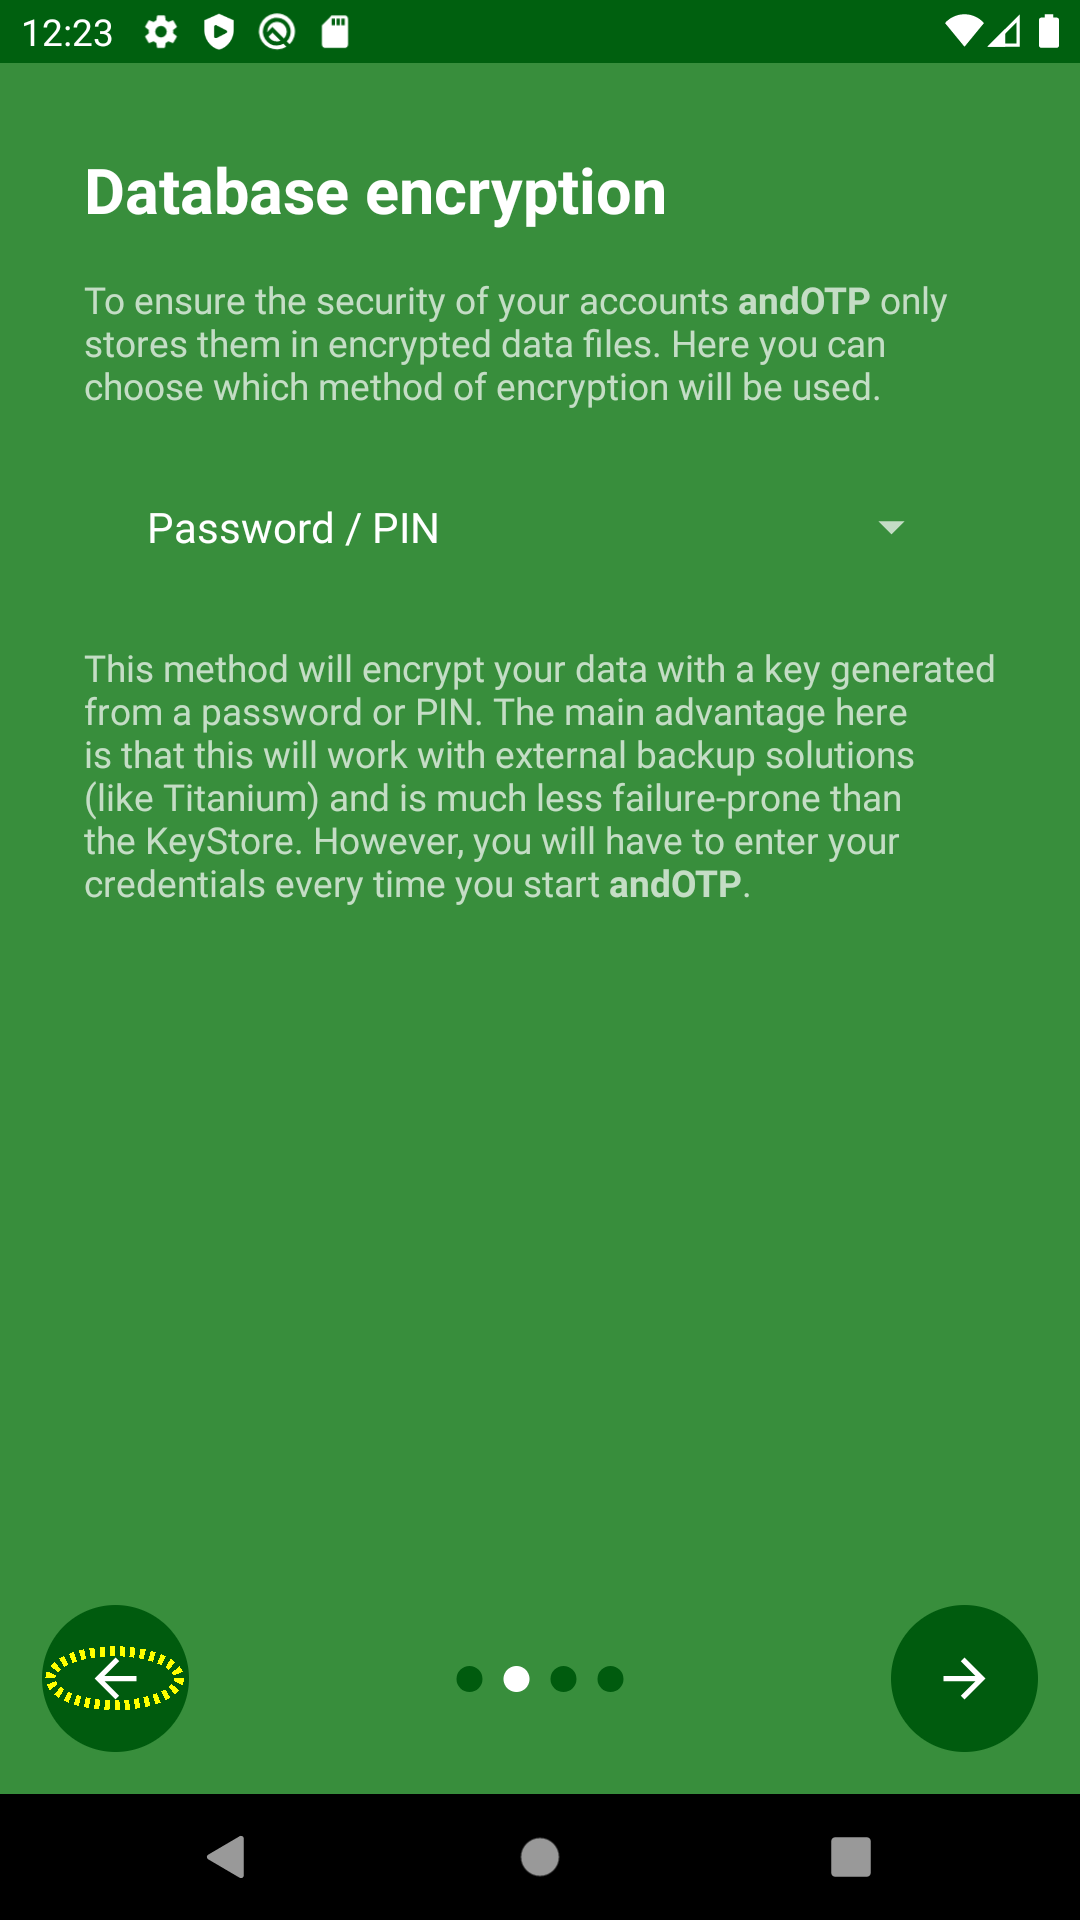 12:23
Database encryption
To ensure the security of your accounts andOTP only
stores them in encrypted data files. Here you can
choose which method of encryption will be used.
Password / PIN
This method will encrypt your data with a key generated
from a password or PIN. The main advantage here
is that this will work with external backup solutions
(like Titanium) and is much less failure-prone than
the KeyStore. However, you will have to enter your
credentials every time you start andOTP.